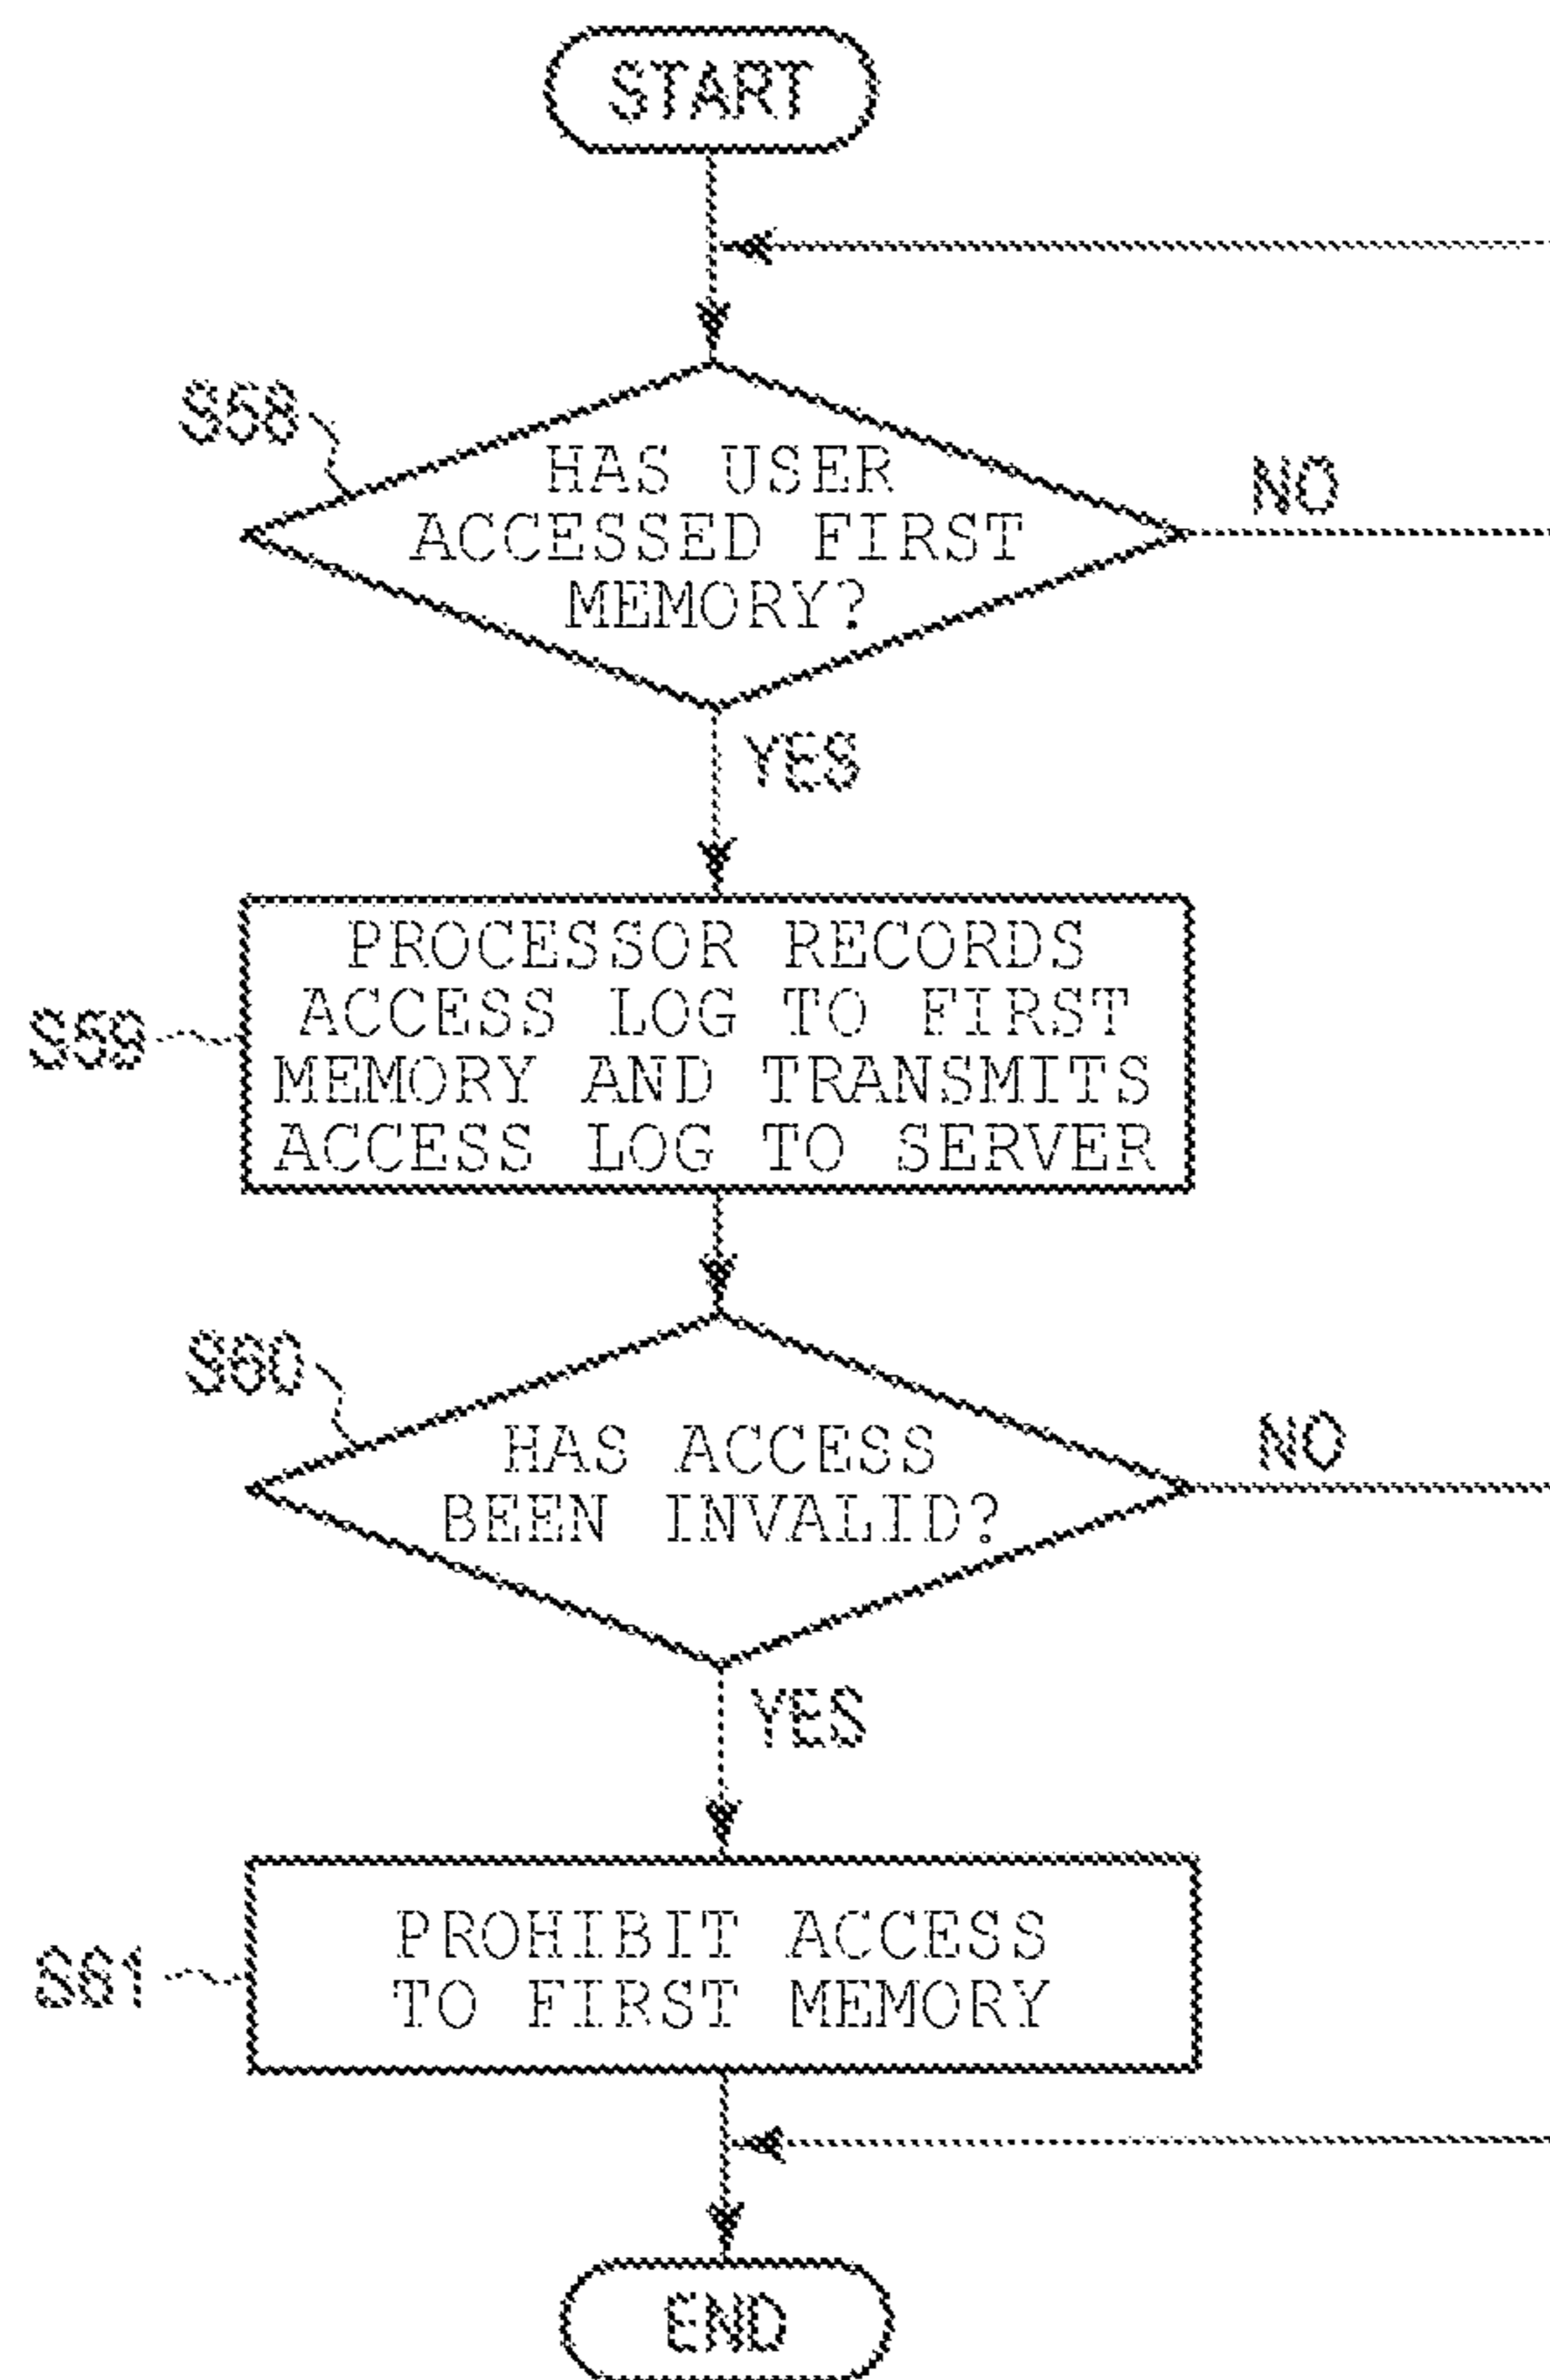 START
S58
HAS USER
ACCESSED FIRST
MEMORY?
NO
YES
S59
PROCESSOR RECORDS
ACCESS LOG TO FIRST
MEMORY AND TRANSMITS
ACCESS LOG TO SERVER
S60
HAS ACCESS
BEEN INVALID?
NO
YES
S61
PROHIBIT ACCESS
TO FIRST MEMORY
END